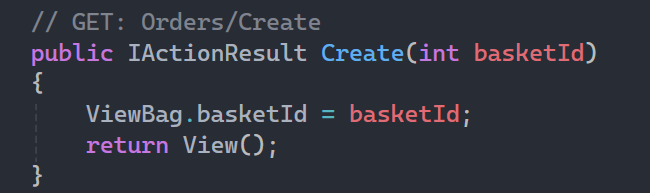 // GET: Orders/Create
public IActionResult Create(int basketId)
{
ViewBag.basketId = basketId;
return View();
}